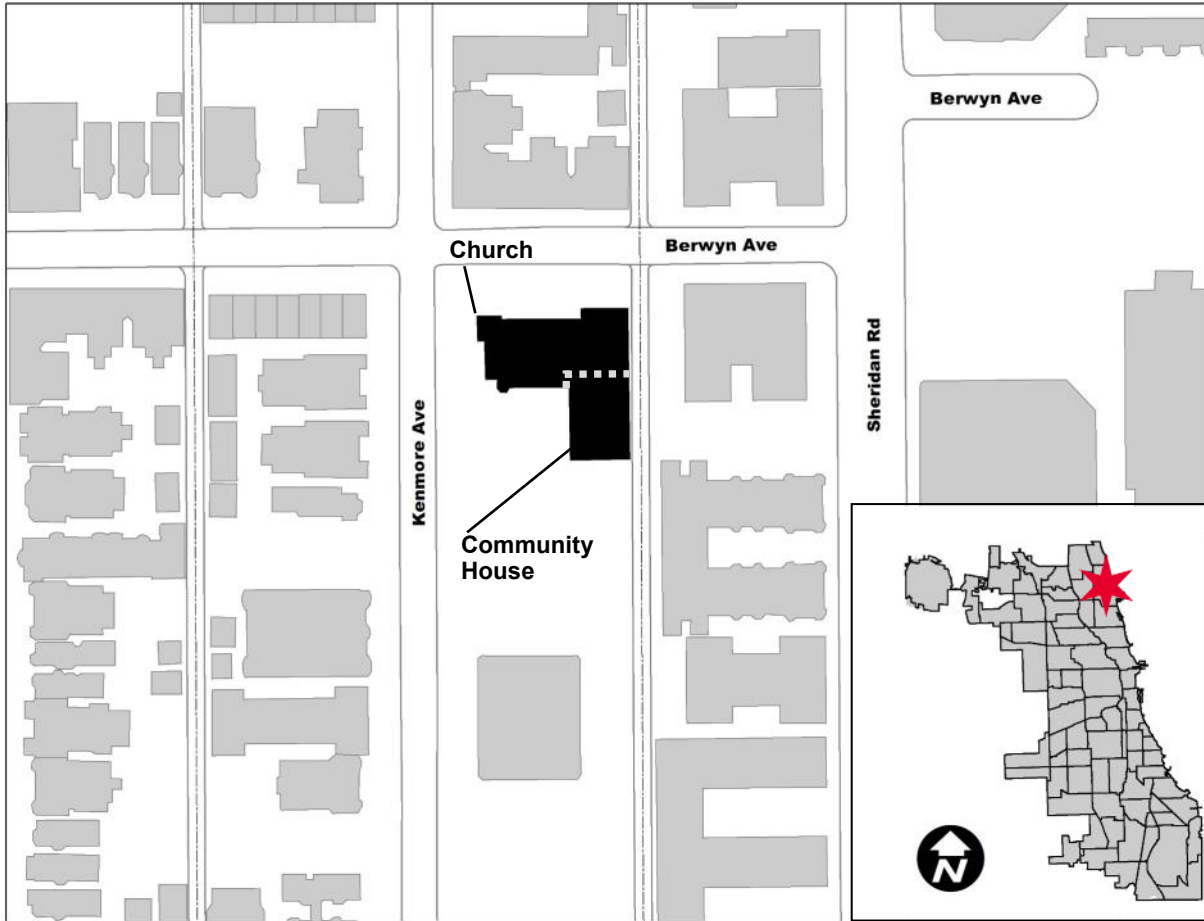 Berwyn Ave
Church
Berwyn Ave
Sheridan Rd
Kenmore Ave
Community
House
N